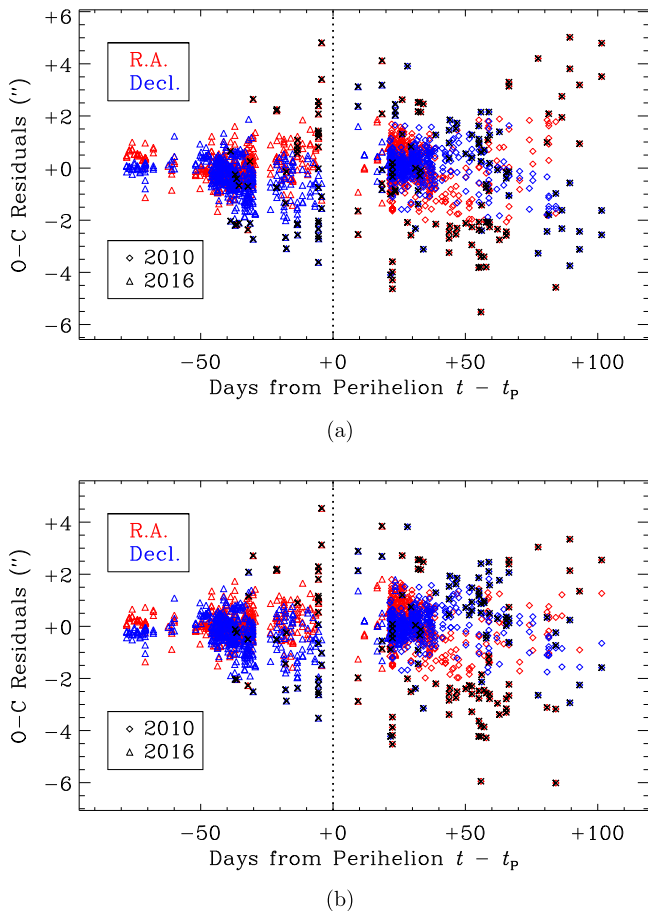 +6
+4
+2
+0
−2
−4
−6
O−C Residuals (″)
R.A.
Decl.
◇ 2010
△ 2016
−50 +0 +50 +100
Days from Perihelion t − tP
(a)
+4
+2
+0
−2
−4
−6
O−C Residuals (″)
R.A.
Decl.
◇ 2010
△ 2016
−50 +0 +50 +100
Days from Perihelion t − tP
(b)